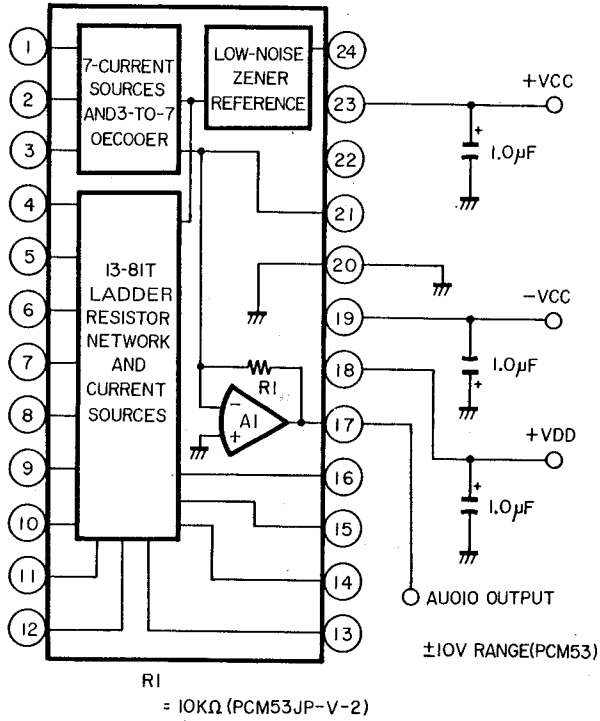 1
2
3
4
5
6
7
8
9
10
11
12
7-CURRENT
SOURCES
AND3-TO-7
OECOOER
LOW-NOISE
ZENER
REFERENCE
13-81T
LADDER
RESISTOR
NETWORK
AND
CURRENT
SOURCES
R1
A1
−
+
24
23
22
21
20
19
18
17
16
15
14
13
+VCC
+
1.0μF
−VCC
1.0μF
+
+VDD
+
1.0μF
AUOIO OUTPUT
±10V RANGE(PCM53)
R1
= 10KΩ (PCM53JP-V-2)